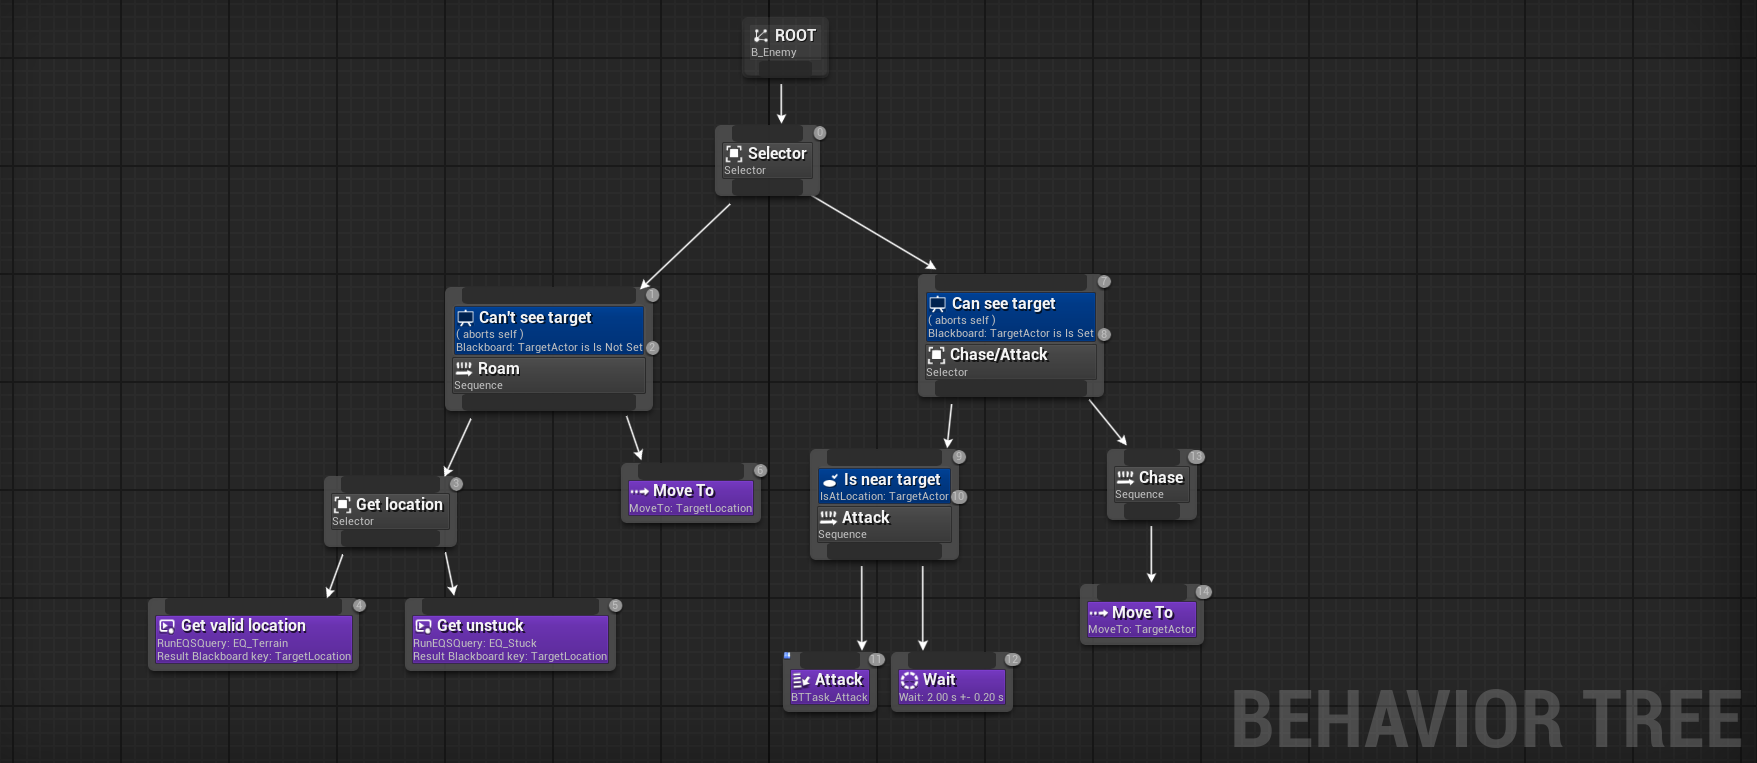 ROOT
B_Enemy
0
Selector
Selector
1
Can't see target
( aborts self )
Blackboard: TargetActor is Is Not Set
2
Roam
Sequence
7
Can see target
( aborts self )
Blackboard: TargetActor is Is Set
8
Chase/Attack
Selector
3
Get location
Selector
6
Move To
MoveTo: TargetLocation
9
Is near target
IsAtLocation: TargetActor
10
Attack
Sequence
13
Chase
Sequence
4
Get valid location
RunEQSQuery: EQ_Terrain
Result Blackboard key: TargetLocation
5
Get unstuck
RunEQSQuery: EQ_Stuck
Result Blackboard key: TargetLocation
11
Attack
BTTask_Attack
12
Wait
Wait: 2.00 s +- 0.20 s
14
Move To
MoveTo: TargetActor
BEHAVIOR TREE